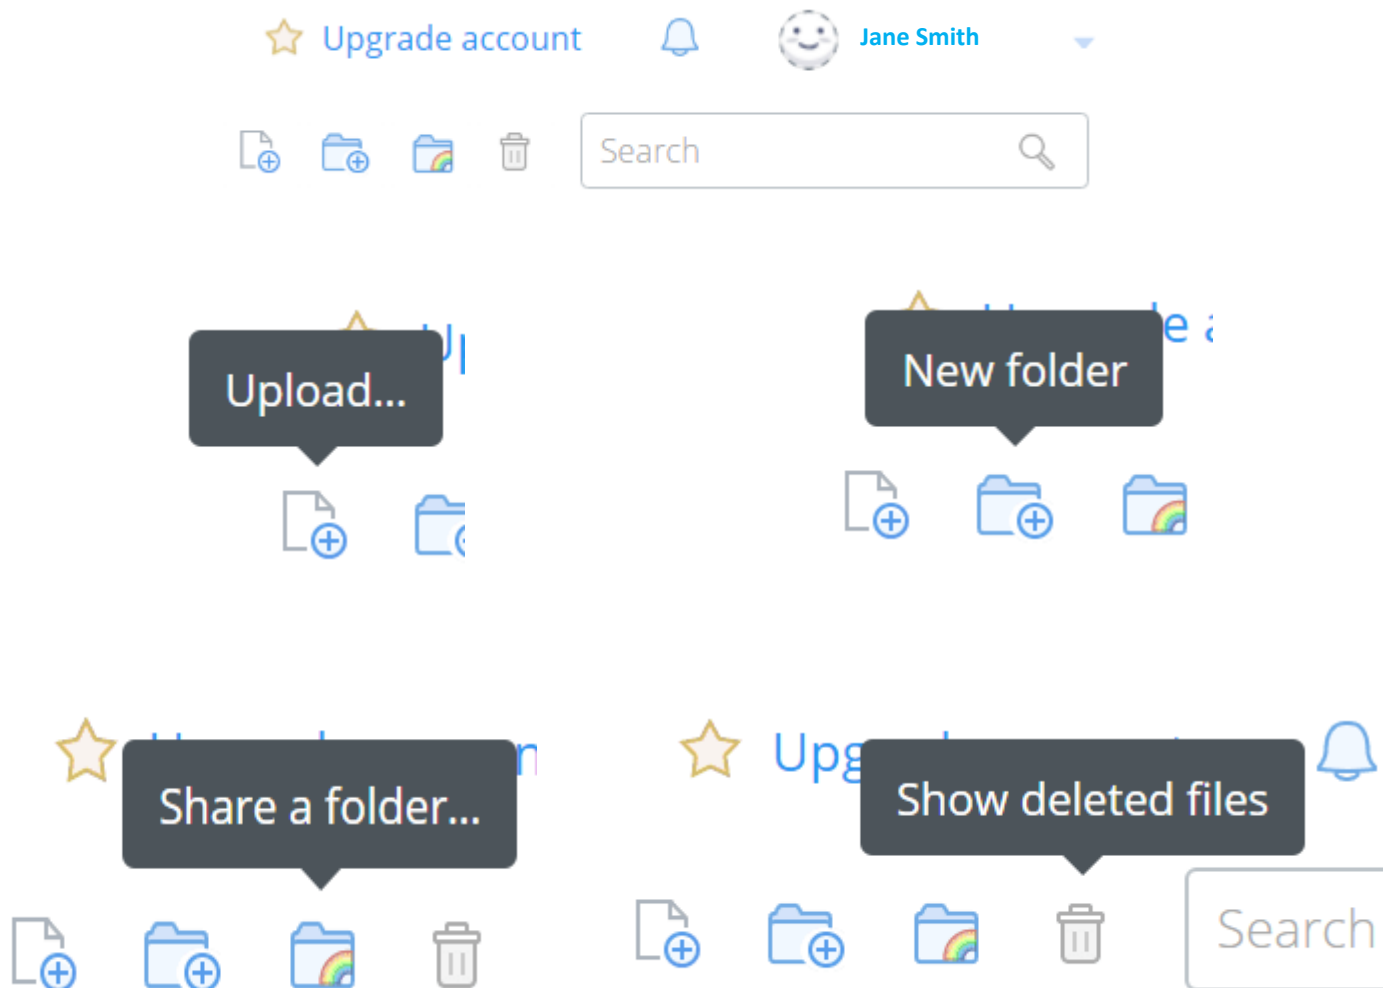 Upgrade account Jane Smith
Search
Upload...
New folder
Share a folder...
Upg
Show deleted files
Search